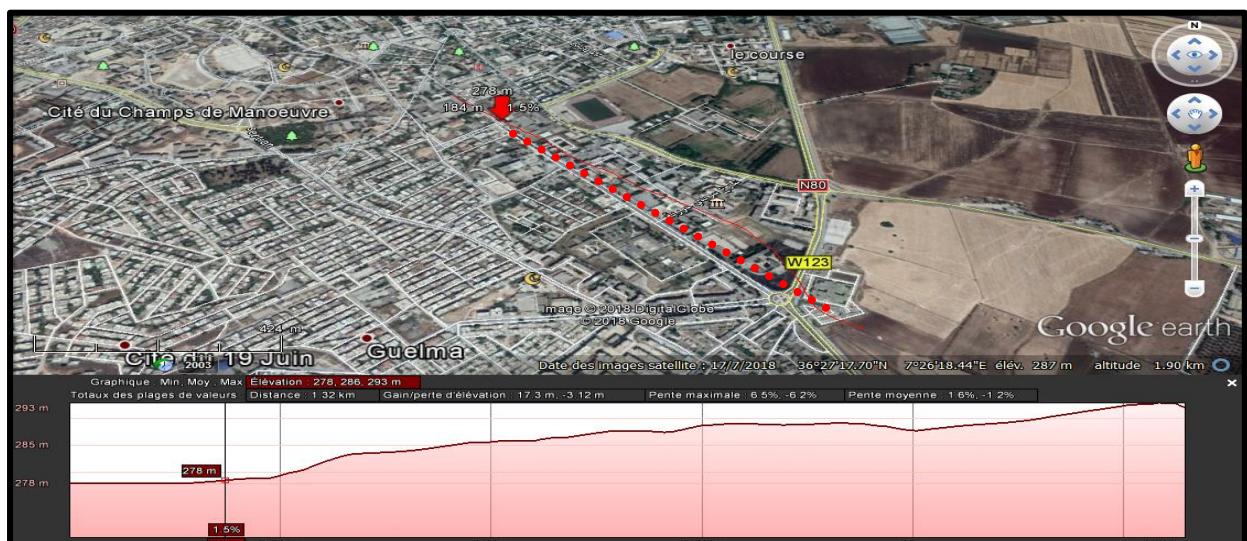 N
le course
278 m
184 m 1.5%
Cité du Champs de Manoeuvre
N80
W123
Image © 2018 DigitalGlobe
© 2018 Google
424 m
Google earth
Cité du 19 Juin
Guelma
2003
Date des images satellite : 17/7/2018 36°27'17.70"N 7°26'18.44"E élév. 287 m altitude 1.90 km
Graphique : Min, Moy , Max Élévation : 278, 286, 293 m
Totaux des plages de valeurs Distance : 1.32 km Gain/perte d'élévation : 17.3 m, -3.12 m Pente maximale : 6.5%, -6.2% Pente moyenne : 1.6%, -1.2%
293 m
285 m
278 m
278 m
1.5%